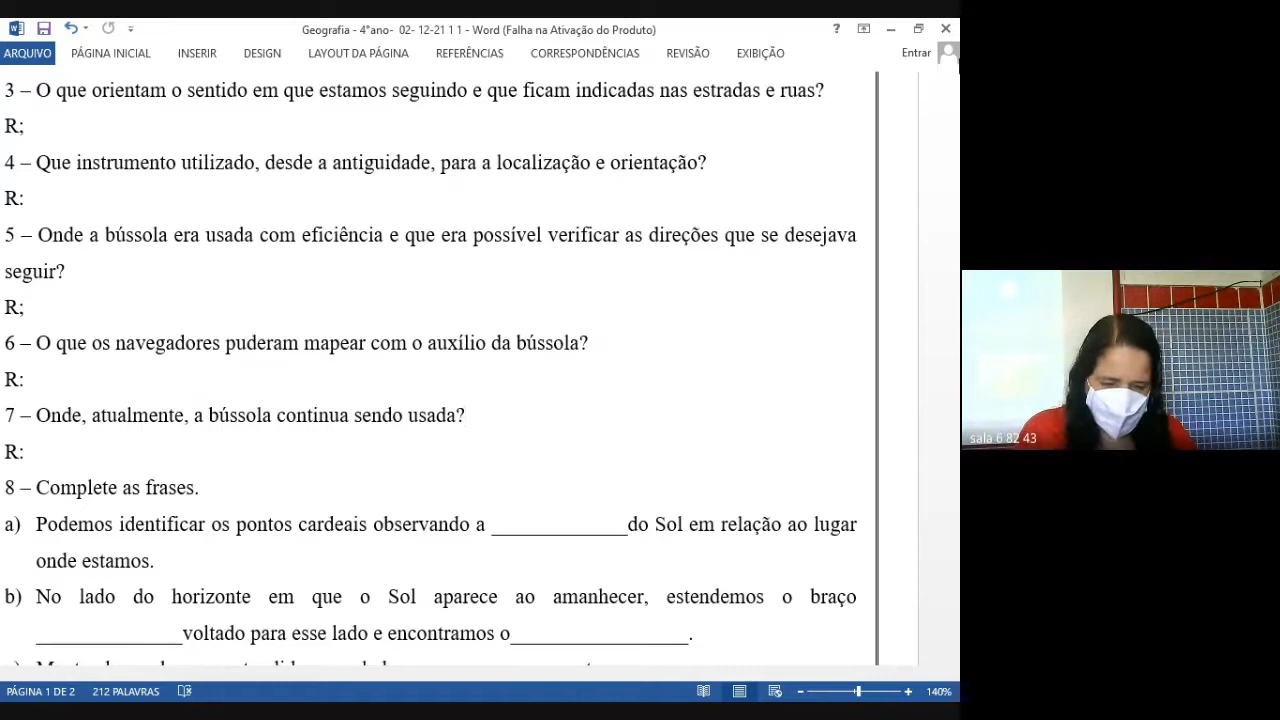 Geografia - 4°ano- 02- 12-21 1 1 - Word (Falha na Ativação do Produto)
ARQUIVO PÁGINA INICIAL INSERIR DESIGN LAYOUT DA PÁGINA REFERÊNCIAS CORRESPONDÊNCIAS REVISÃO EXIBIÇÃO Entrar
3 – O que orientam o sentido em que estamos seguindo e que ficam indicadas nas estradas e ruas?
R;
4 – Que instrumento utilizado, desde a antiguidade, para a localização e orientação?
R:
5 – Onde a bússola era usada com eficiência e que era possível verificar as direções que se desejava
seguir?
R;
6 – O que os navegadores puderam mapear com o auxílio da bússola?
R:
7 – Onde, atualmente, a bússola continua sendo usada?
R:
8 – Complete as frases.
a) Podemos identificar os pontos cardeais observando a _____________do Sol em relação ao lugar
onde estamos.
b) No lado do horizonte em que o Sol aparece ao amanhecer, estendemos o braço
______________voltado para esse lado e encontramos o_________________.
PÁGINA 1 DE 2 212 PALAVRAS 140%
sala 6 82 43